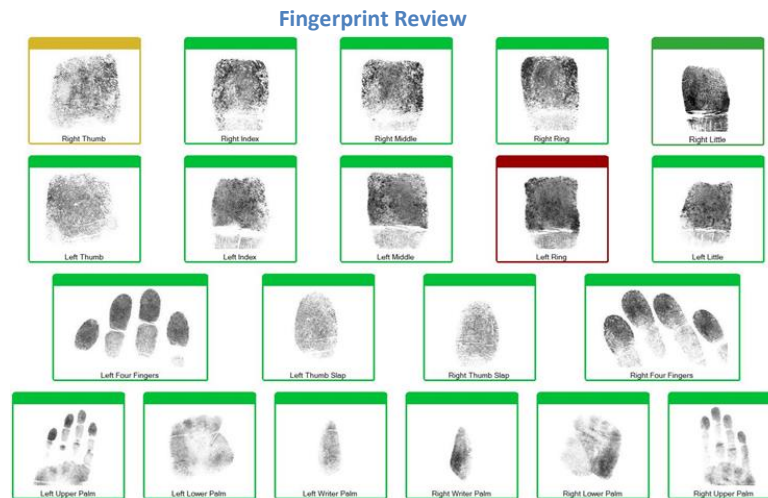 Fingerprint Review
Right Thumb
Right Index
Right Middle
Right Ring
Right Little
Left Thumb
Left Index
Left Middle
Left Ring
Left Little
Left Four Fingers
Left Thumb Slap
Right Thumb Slap
Right Four Fingers
Left Upper Palm
Left Lower Palm
Left Writer Palm
Right Writer Palm
Right Lower Palm
Right Upper Palm